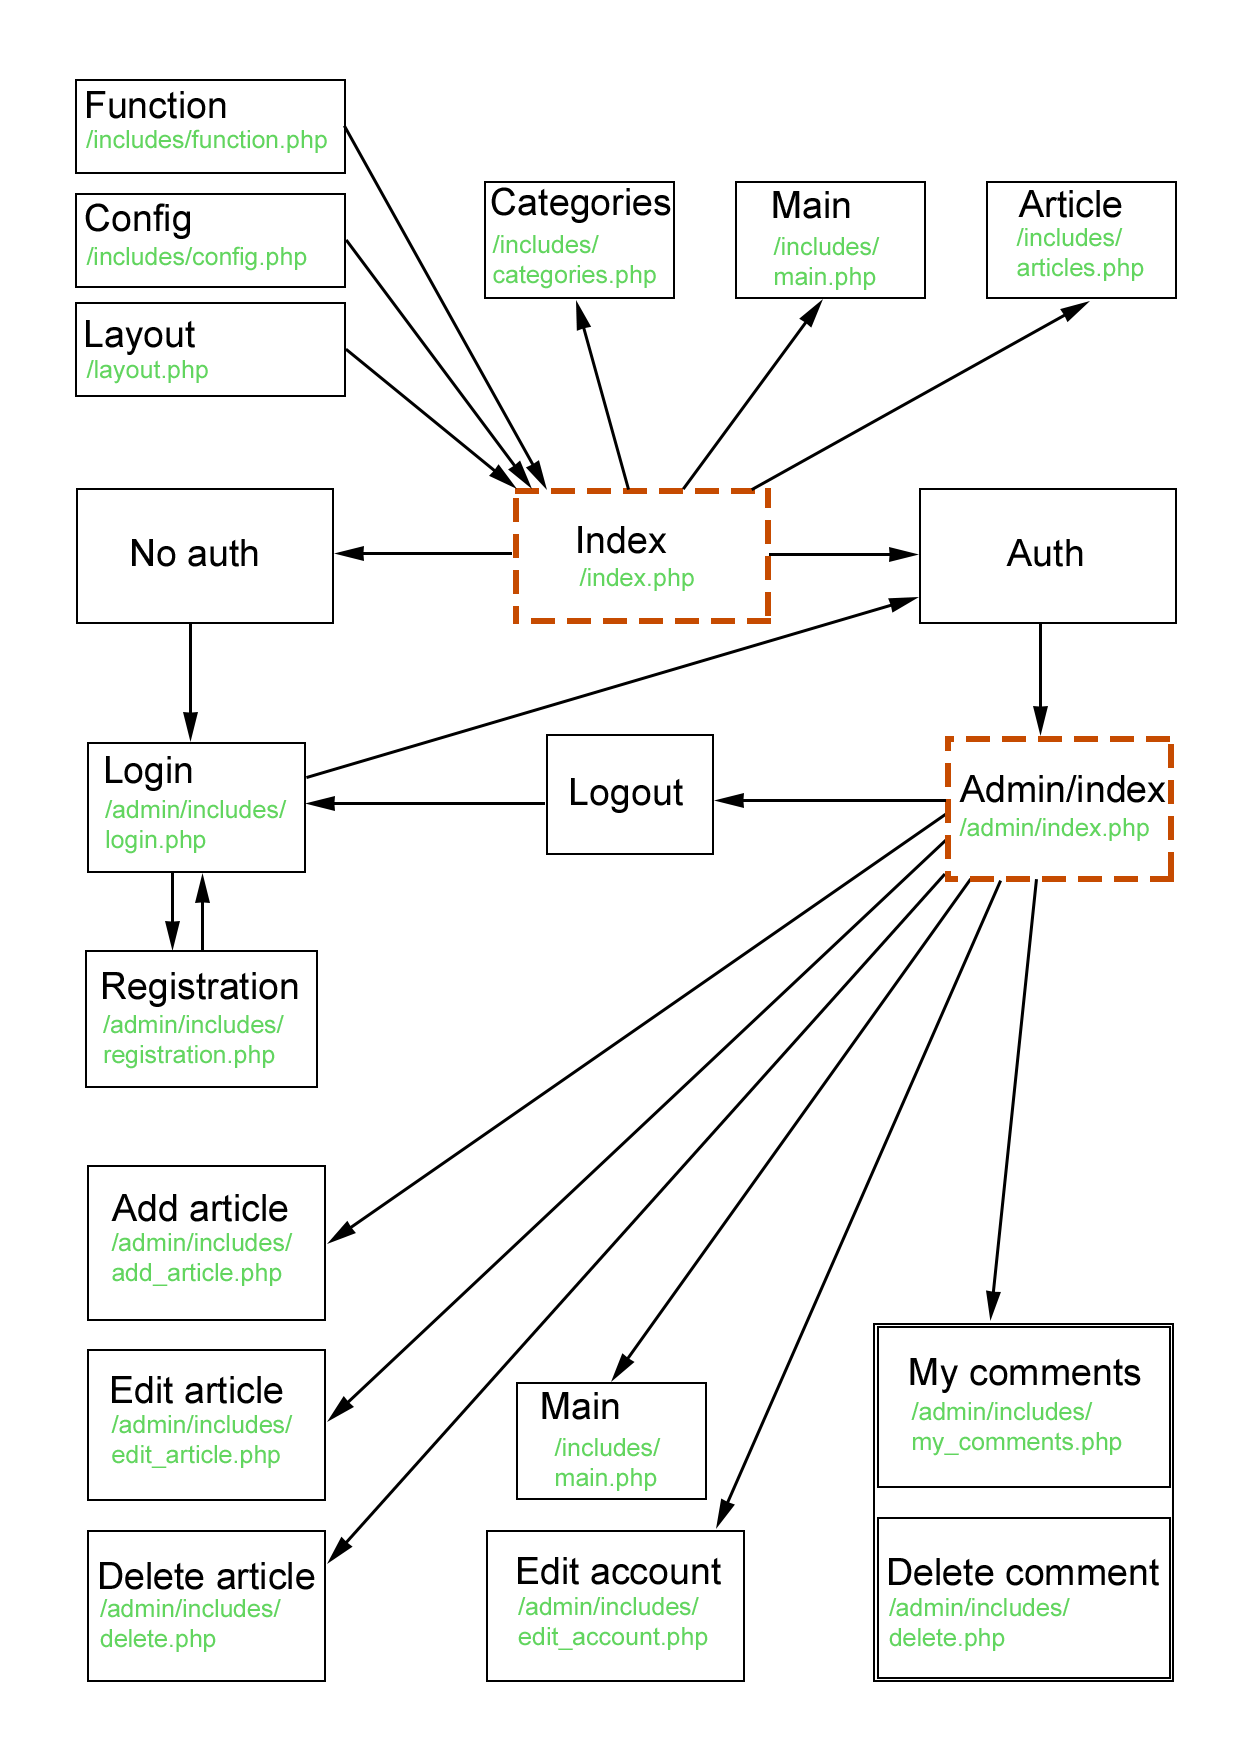 Function
/includes/function.php
Config
/includes/config.php
Layout
/layout.php
Categories
/includes/
categories.php
Main
/includes/
main.php
Article
/includes/
articles.php
No auth
Index
/index.php
Auth
Login
/admin/includes/
login.php
Logout
Admin/index
/admin/index.php
Registration
/admin/includes/
registration.php
Add article
/admin/includes/
add_article.php
Edit article
/admin/includes/
edit_article.php
Delete article
/admin/includes/
delete.php
Main
/includes/
main.php
Edit account
/admin/includes/
edit_account.php
My comments
/admin/includes/
my_comments.php
Delete comment
/admin/includes/
delete.php